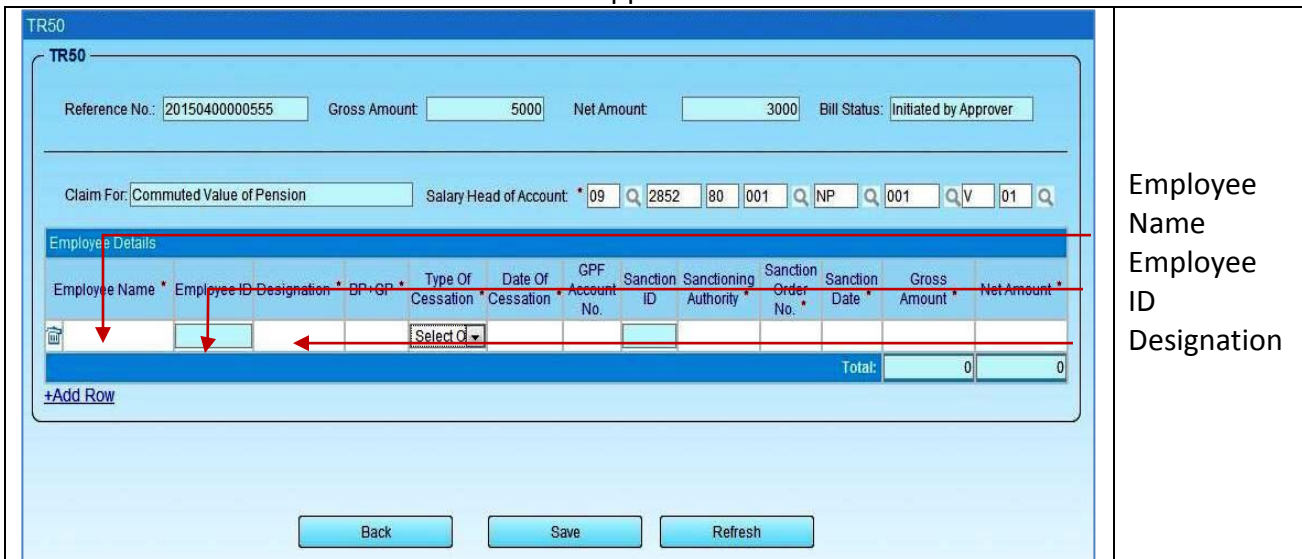 TR50
TR50
Reference No.: 20150400000555 Gross Amount: 5000 Net Amount: 3000 Bill Status: Initiated by Approver
Claim For: Commuted Value of Pension Salary Head of Account: * 09 2852 80 001 NP 001 V 01
Employee Details
Employee Name * Employee ID Designation * BP+GP * Type Of Cessation * Date Of Cessation * GPF Account No. Sanction ID Sanctioning Authority * Sanction Order No. * Sanction Date * Gross Amount * Net Amount *
Select O
Total: 0 0
+Add Row
Back Save Refresh
Employee
Name
Employee
ID
Designation